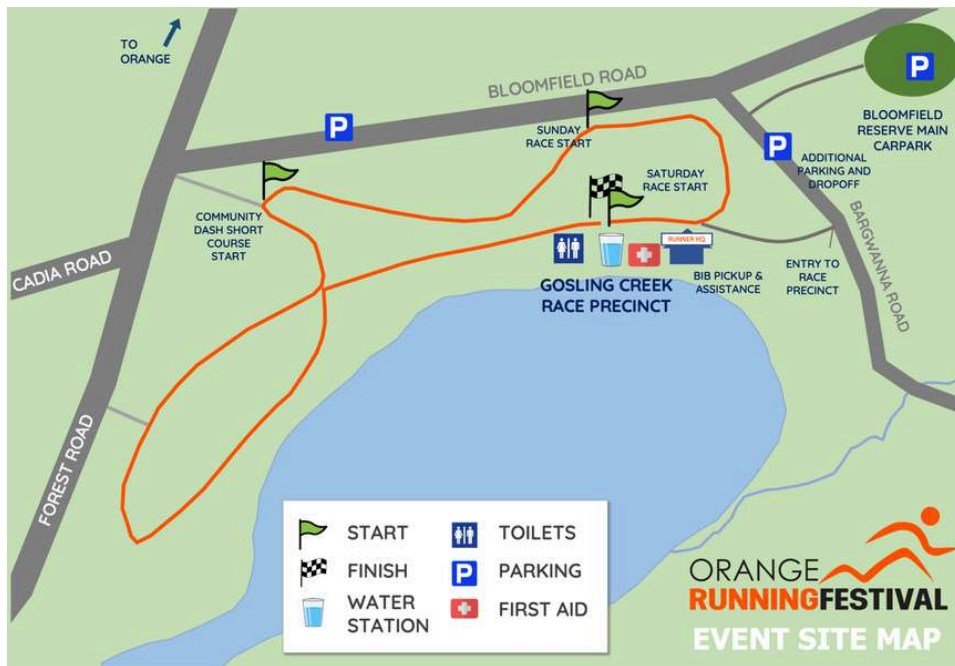 TO
ORANGE
BLOOMFIELD ROAD
P
P
BLOOMFIELD
RESERVE MAIN
CARPARK
SUNDAY
RACE START
P
ADDITIONAL
PARKING AND
DROPOFF
SATURDAY
RACE START
COMMUNITY
DASH SHORT
COURSE
START
CADIA ROAD
RUNNER HQ
BIB PICKUP &
ASSISTANCE
ENTRY TO
RACE
PRECINCT
BARGWANNA ROAD
GOSLING CREEK
RACE PRECINCT
FOREST ROAD
START
TOILETS
FINISH
P
PARKING
WATER
STATION
FIRST AID
ORANGE
RUNNINGFESTIVAL
EVENT SITE MAP